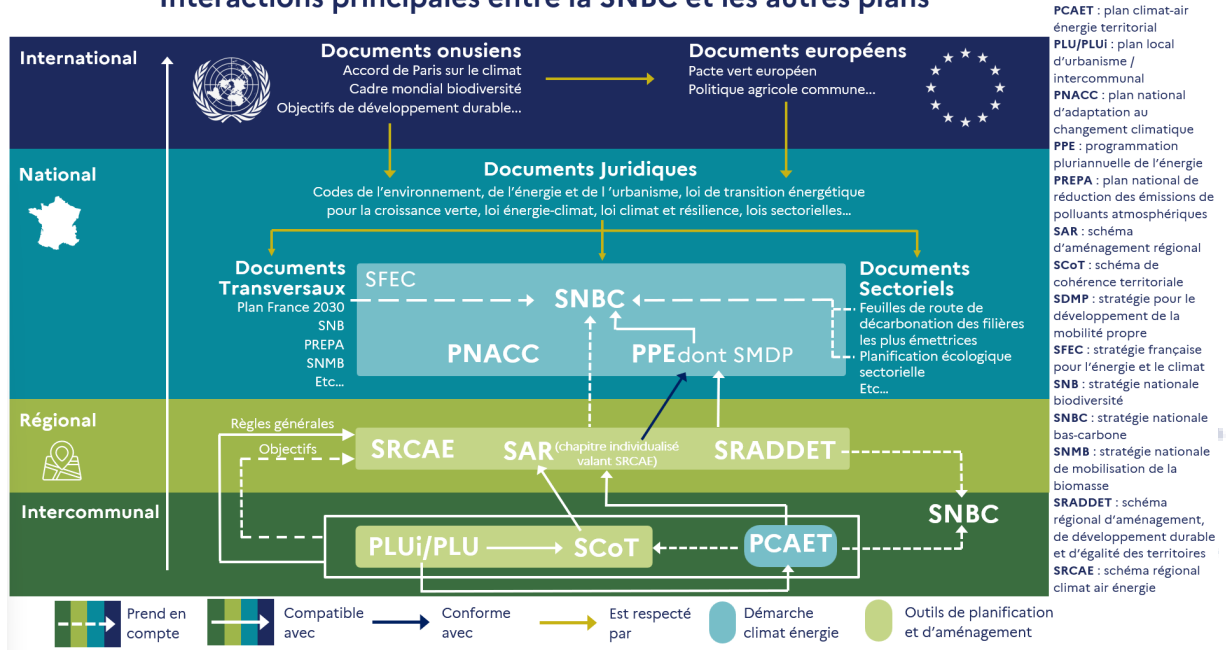 Interactions principales entre la SNBC et les autres plans
International
Documents onusiens
Accord de Paris sur le climat
Cadre mondial biodiversité
Objectifs de développement durable...
Documents européens
Pacte vert européen
Politique agricole commune...
National
Documents Juridiques
Codes de l'environnement, de l'énergie et de l 'urbanisme, loi de transition énergétique
pour la croissance verte, loi énergie-climat, loi climat et résilience, lois sectorielles...
Documents
Transversaux
Plan France 2030
SNB
PREPA
SNMB
Etc...
SFEC
SNBC
PNACC
PPE dont SMDP
Documents
Sectoriels
Feuilles de route de
décarbonation des filières
les plus émettrices
Planification écologique
sectorielle
Etc...
Régional
Règles générales
Objectifs
SRCAE
SAR (chapitre individualisé
valant SRCAE)
SRADDET
Intercommunal
PLUi/PLU
SCoT
PCAET
SNBC
Prend en
compte
Compatible
avec
Conforme
avec
Est respecté
par
Démarche
climat énergie
Outils de planification
et d'aménagement
PCAET : plan climat-air
énergie territorial
PLU/PLUi : plan local
d'urbanisme /
intercommunal
PNACC : plan national
d'adaptation au
changement climatique
PPE : programmation
pluriannuelle de l'énergie
PREPA : plan national de
réduction des émissions de
polluants atmosphériques
SAR : schéma
d'aménagement régional
SCoT : schéma de
cohérence territoriale
SDMP : stratégie pour le
développement de la
mobilité propre
SFEC : stratégie française
pour l'énergie et le climat
SNB : stratégie nationale
biodiversité
SNBC : stratégie nationale
bas-carbone
SNMB : stratégie nationale
de mobilisation de la
biomasse
SRADDET : schéma
régional d'aménagement,
de développement durable
et d'égalité des territoires
SRCAE : schéma régional
climat air énergie